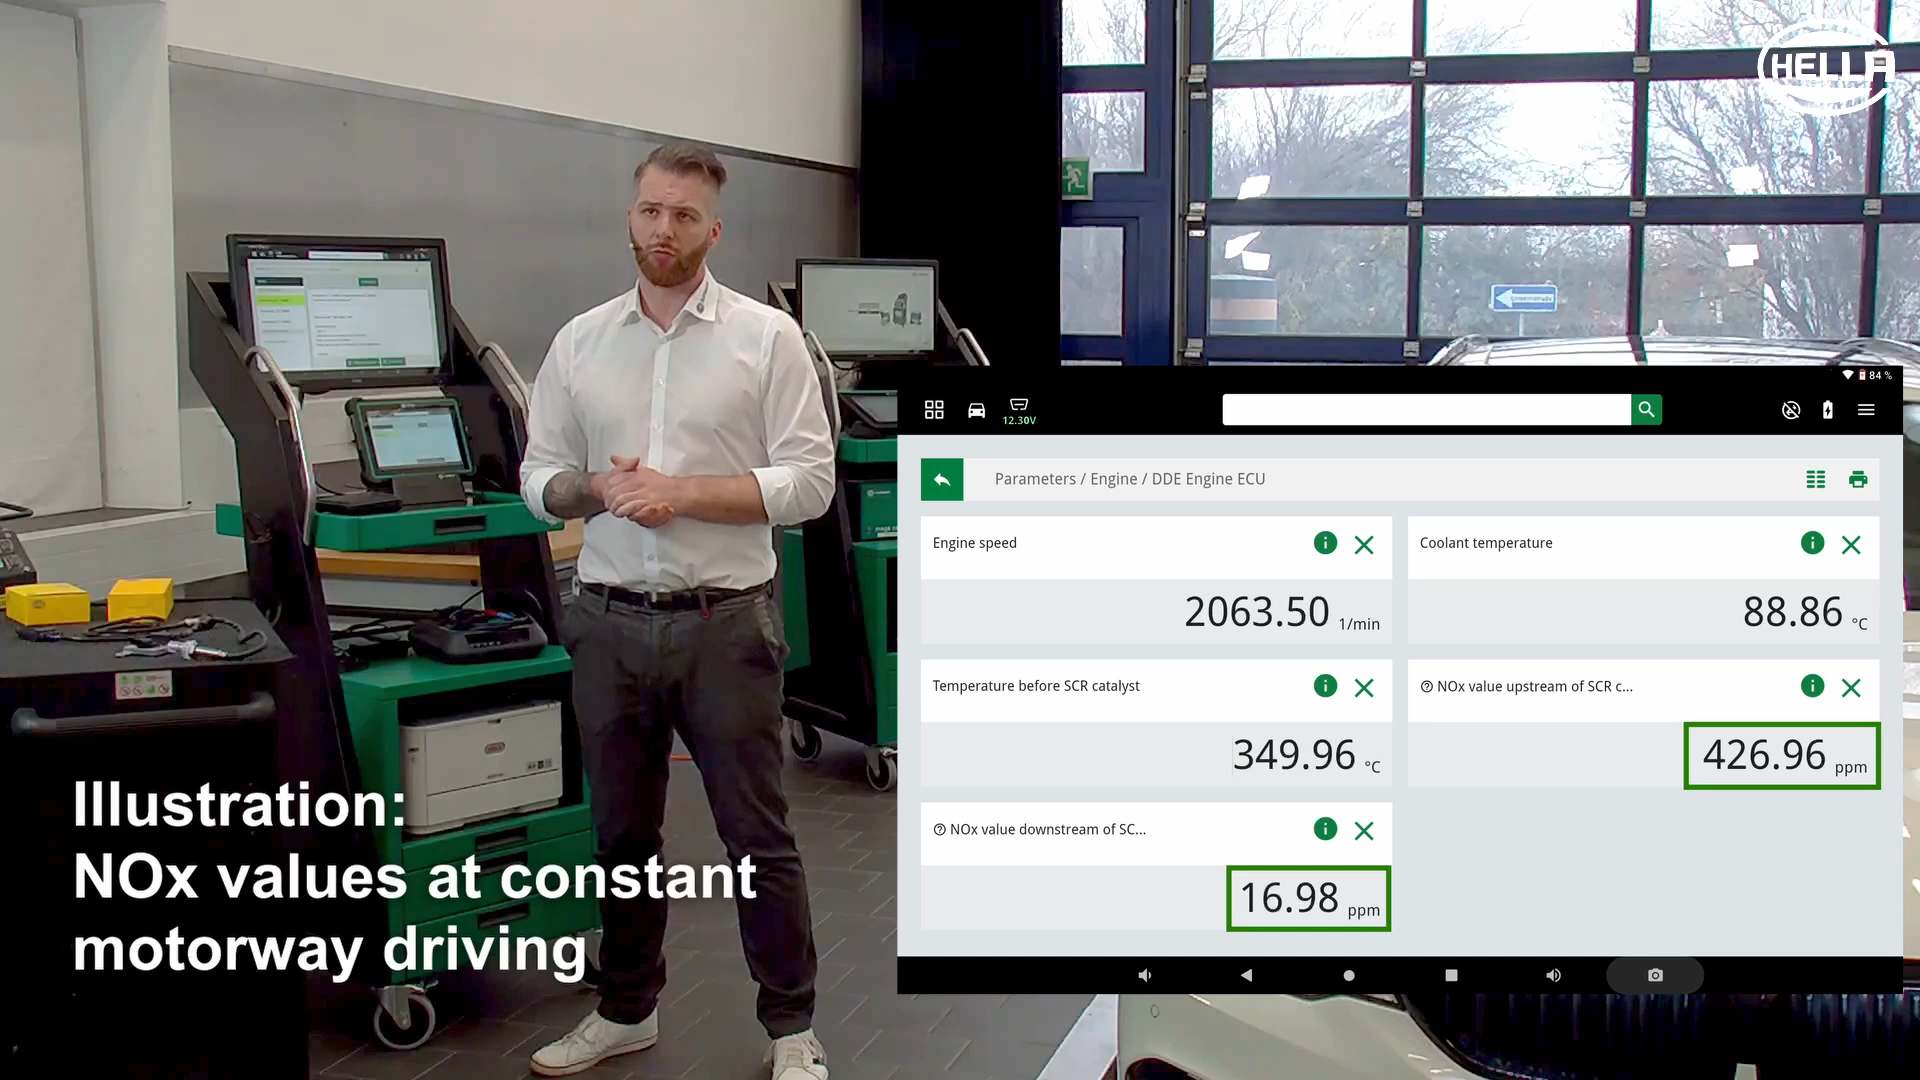 HELLA
84 %
12.30V
Parameters / Engine / DDE Engine ECU
Engine speed
2063.50 1/min
Coolant temperature
88.86 °C
Temperature before SCR catalyst
349.96 °C
NOx value upstream of SCR c...
426.96 ppm
NOx value downstream of SC...
16.98 ppm
Illustration:
NOx values at constant
motorway driving